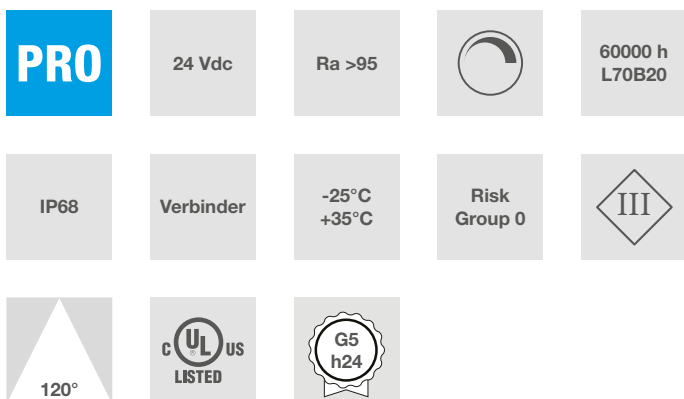 PRO
24 Vdc
Ra >95
60000 h
L70B20
IP68
Verbinder
-25°C
+35°C
Risk
Group 0
III
120°
C UL US
®
LISTED
G5
h24